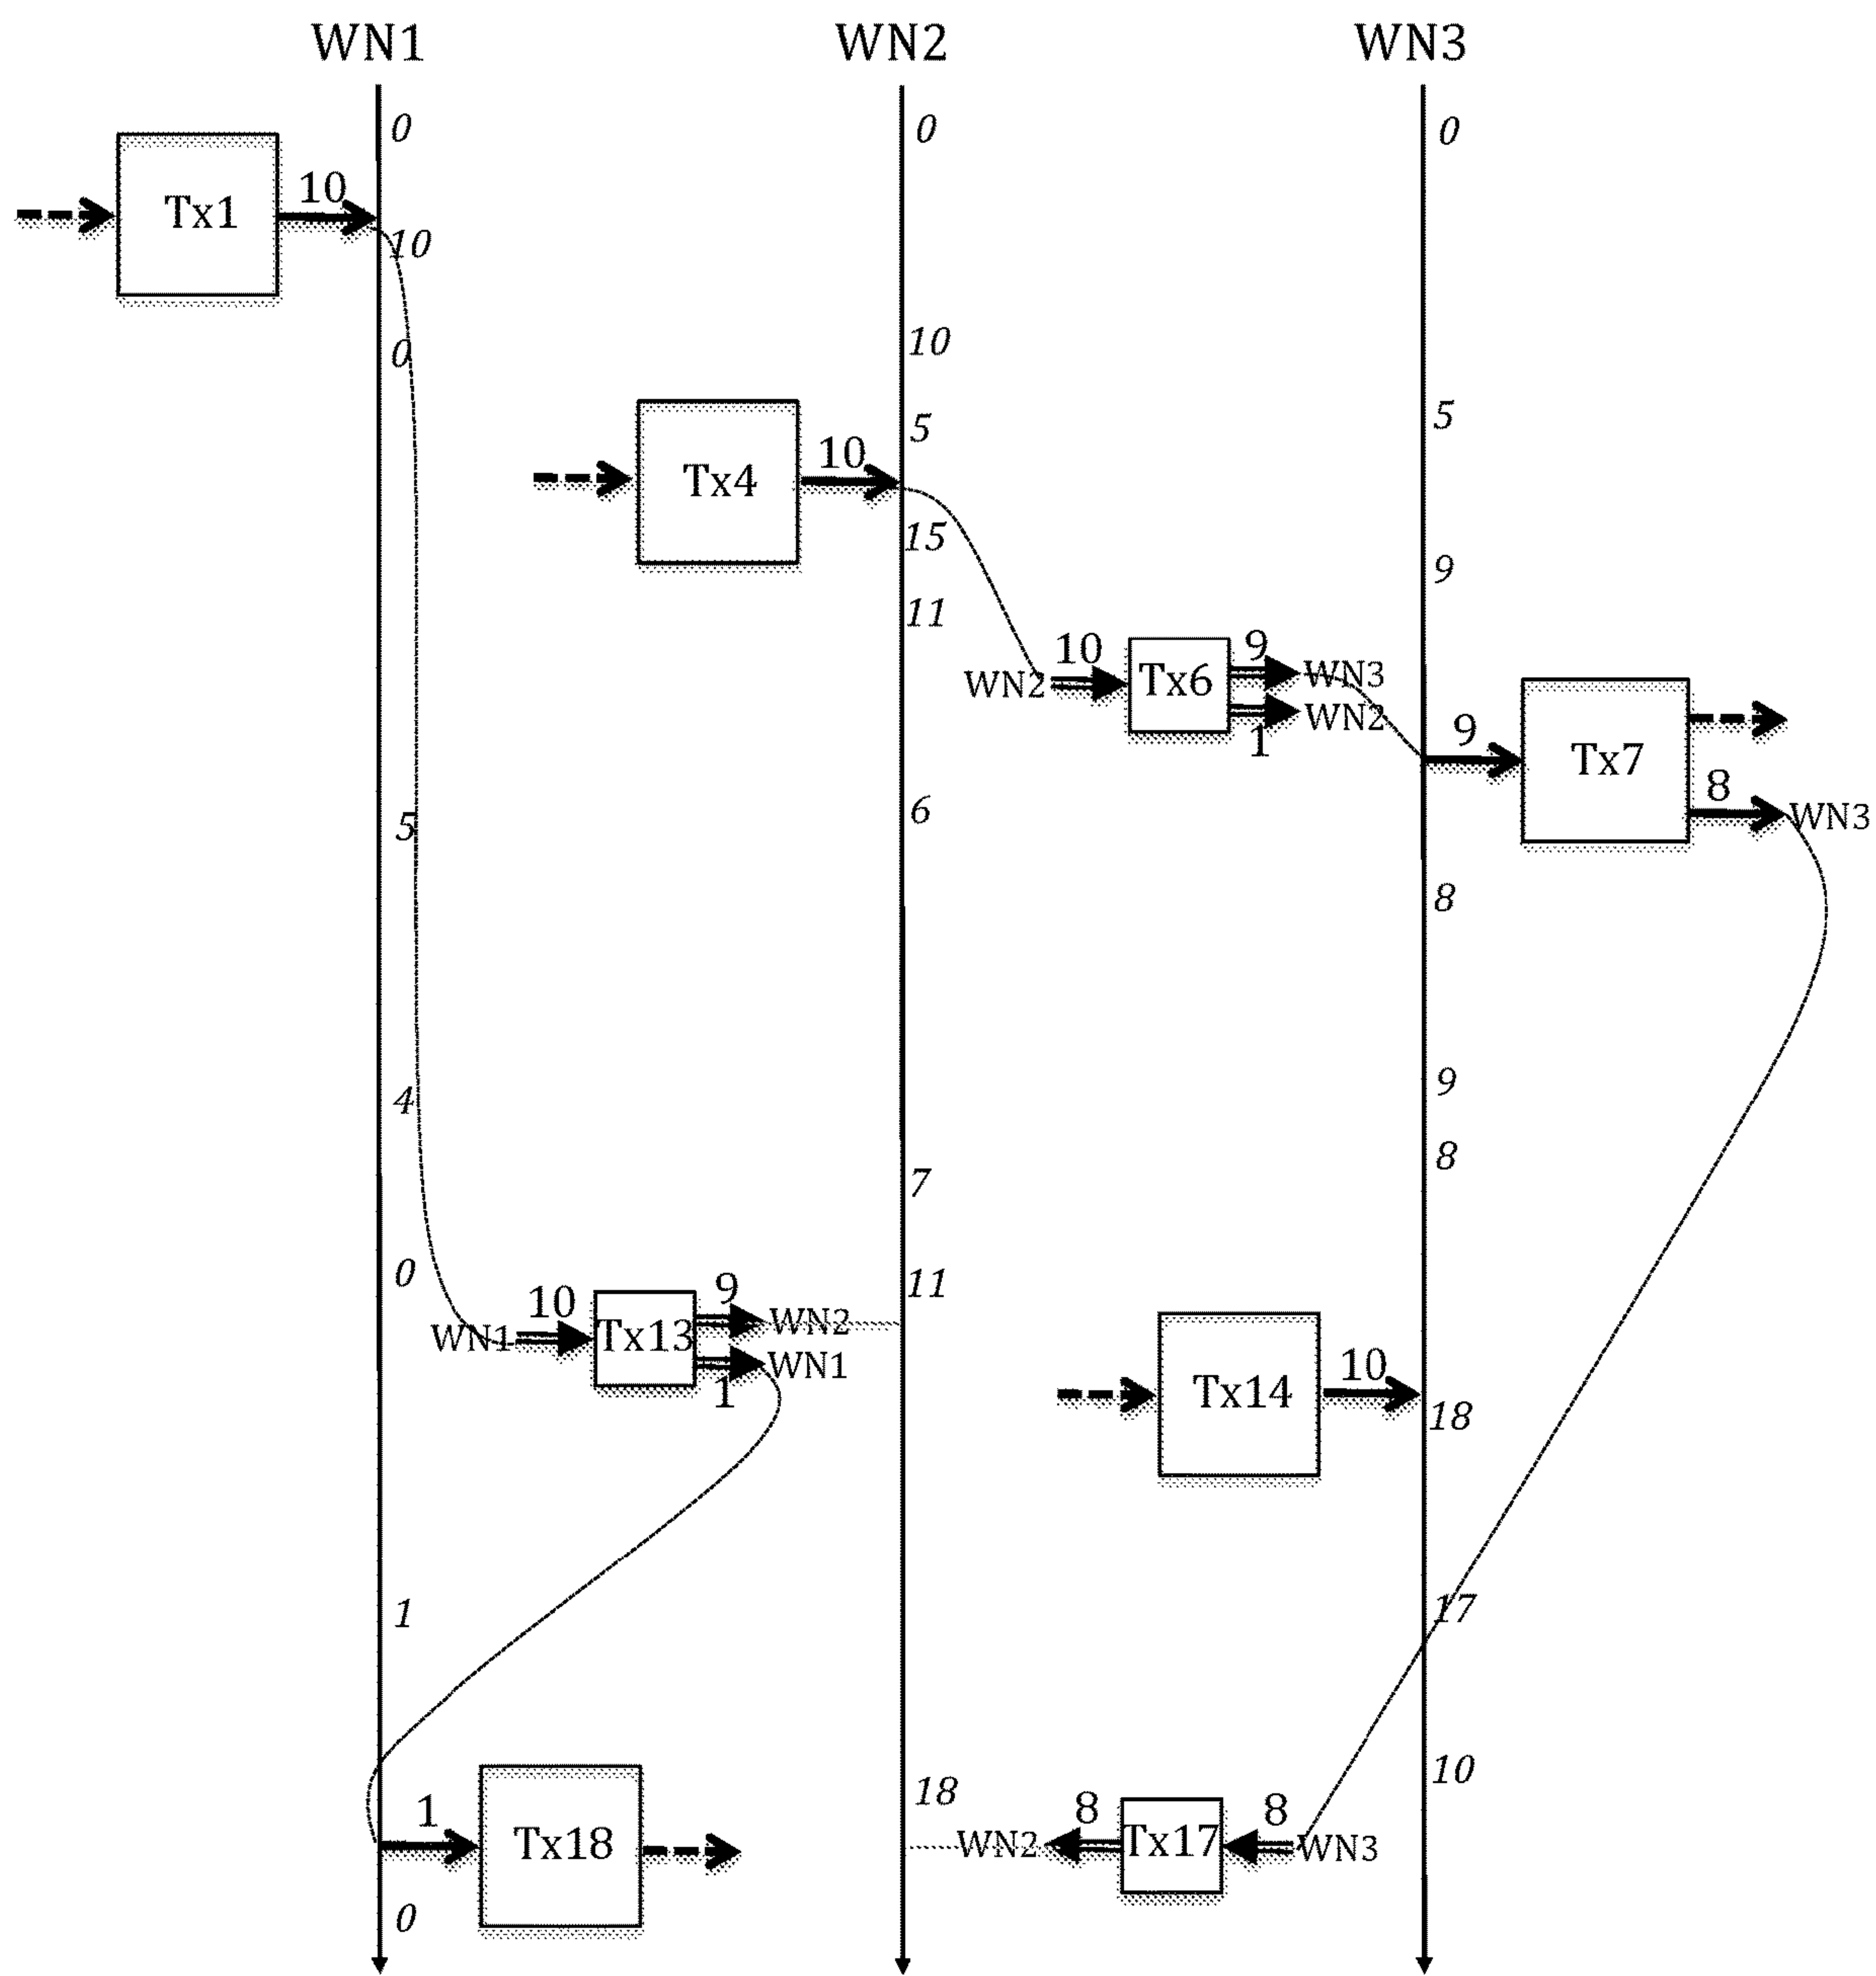 WN1 WN2 WN3
0 0 0
Tx1 10
10
0 10
5 5
Tx4 10
15 9
11
WN2 10 Tx6 9 WN3
1 WN2
9 Tx7
8 WN3
5 6
8
4 9
8
7
0 11
WN1 10 Tx13 9 WN2
1 WN1
Tx14 10
18
1 17
18 10
1 Tx18 WN2 8 Tx17 8 WN3
0